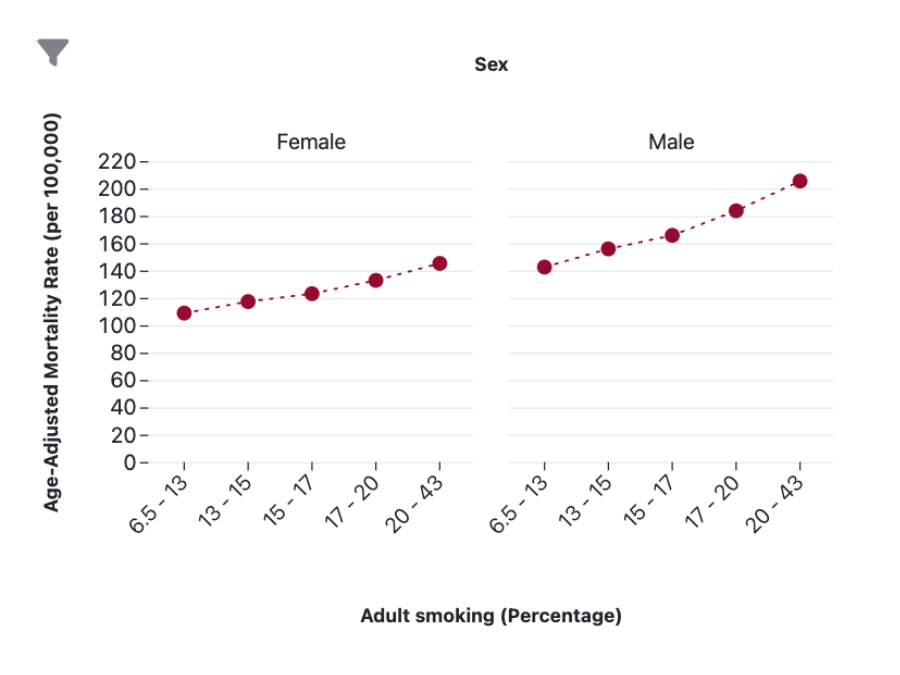 Sex
Age-Adjusted Mortality Rate (per 100,000)
Female
Male
220
200
180
160
140
120
100
80
60
40
20
0
6.5 - 13
13 - 15
15 - 17
17 - 20
20 - 43
6.5 - 13
13 - 15
15 - 17
17 - 20
20 - 43
Adult smoking (Percentage)